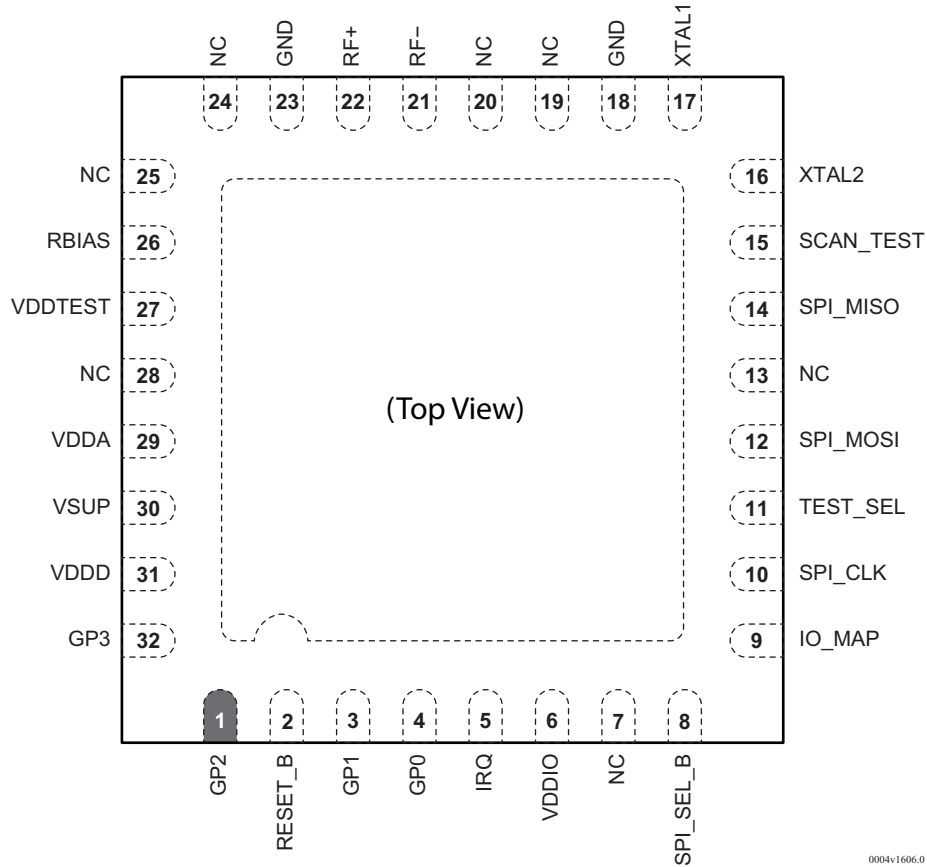 NC
GND
RF+
RF–
NC
NC
GND
XTAL1
24
23
22
21
20
19
18
17
NC 25
RBIAS 26
VDDTEST 27
NC 28
VDDA 29
VSUP 30
VDDD 31
GP3 32
(Top View)
16 XTAL2
15 SCAN_TEST
14 SPI_MISO
13 NC
12 SPI_MOSI
11 TEST_SEL
10 SPI_CLK
9 IO_MAP
1
2
3
4
5
6
7
8
GP2
RESET_B
GP1
GP0
IRQ
VDDIO
NC
SPI_SEL_B
0004v1606.0